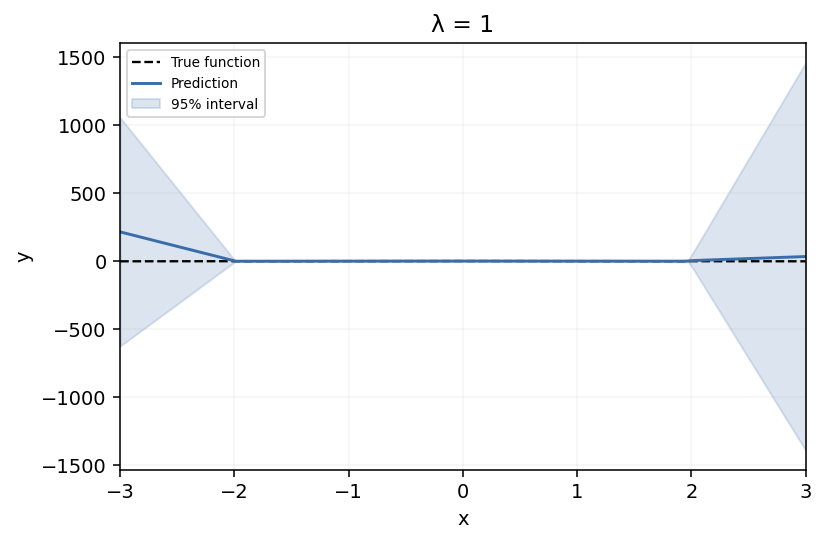 λ = 1
True function
Prediction
95% interval
y
1500
1000
500
0
−500
−1000
−1500
−3
−2
−1
0
1
2
3
x